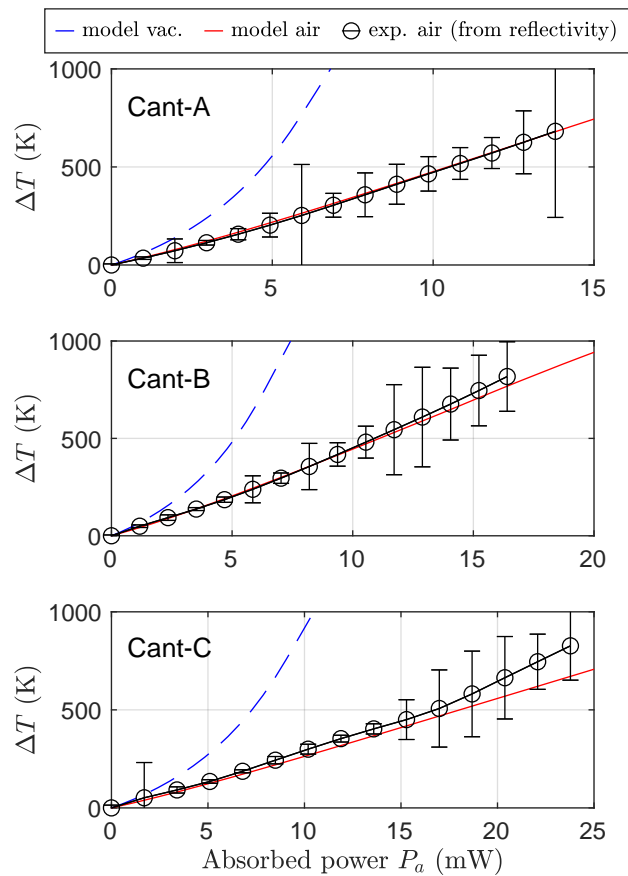 model vac. model air exp. air (from reflectivity)
1000
Cant-A
500
ΔT (K)
0
0 5 10 15
1000
Cant-B
500
ΔT (K)
0
0 5 10 15 20
1000
Cant-C
500
ΔT (K)
0
0 5 10 15 20 25
Absorbed power Pₐ (mW)